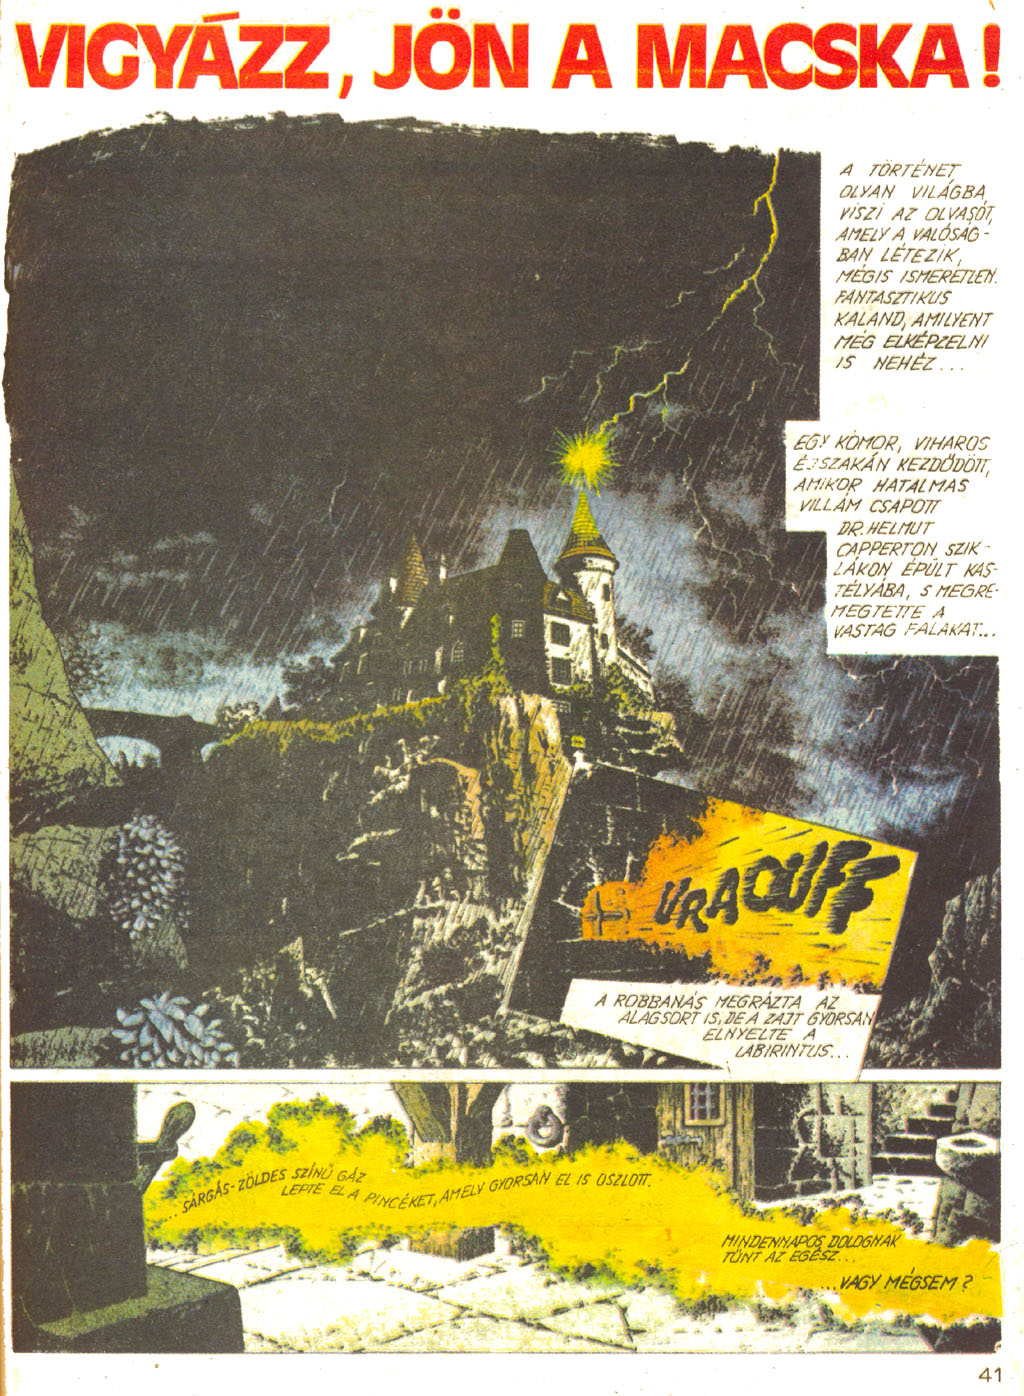 VIGYÁZZ, JÖN A MACSKA!
A TÖRTÉNET
OLYAN VILÁGBA
VISZI AZ OLVASÓT,
AMELY A VALÓSÁG-
BAN LÉTEZIK,
MÉGIS ISMERETLEN.
FANTASZTIKUS
KALAND, AMILYENT
MÉG ELKÉPZELNI
IS NEHÉZ...
EGY KOMOR, VIHAROS
ÉJSZAKÁN KEZDŐDÖTT,
AMIKOR HATALMAS
VILLÁM CSAPOTT
DR. HELMUT
CAPPERTON SZIK-
LÁKON ÉPÜLT KAS-
TÉLYÁBA, S MEGRE-
MEGTETTE A
VASTAG FALAKAT...
URAQUFF
A ROBBANÁS MEGRÁZTA AZ
ALAGSORT IS, DE A ZAJT GYORSAN
ELNYELTE A
LABIRINTUS...
...SÁRGÁS-ZÖLDES SZÍNŰ GÁZ
LEPTE EL A PINCÉKET, AMELY GYORSAN EL IS OSZLOTT.
MINDENNAPOS DOLOGNAK
TŰNT AZ EGÉSZ...
...VAGY MÉGSEM?
41